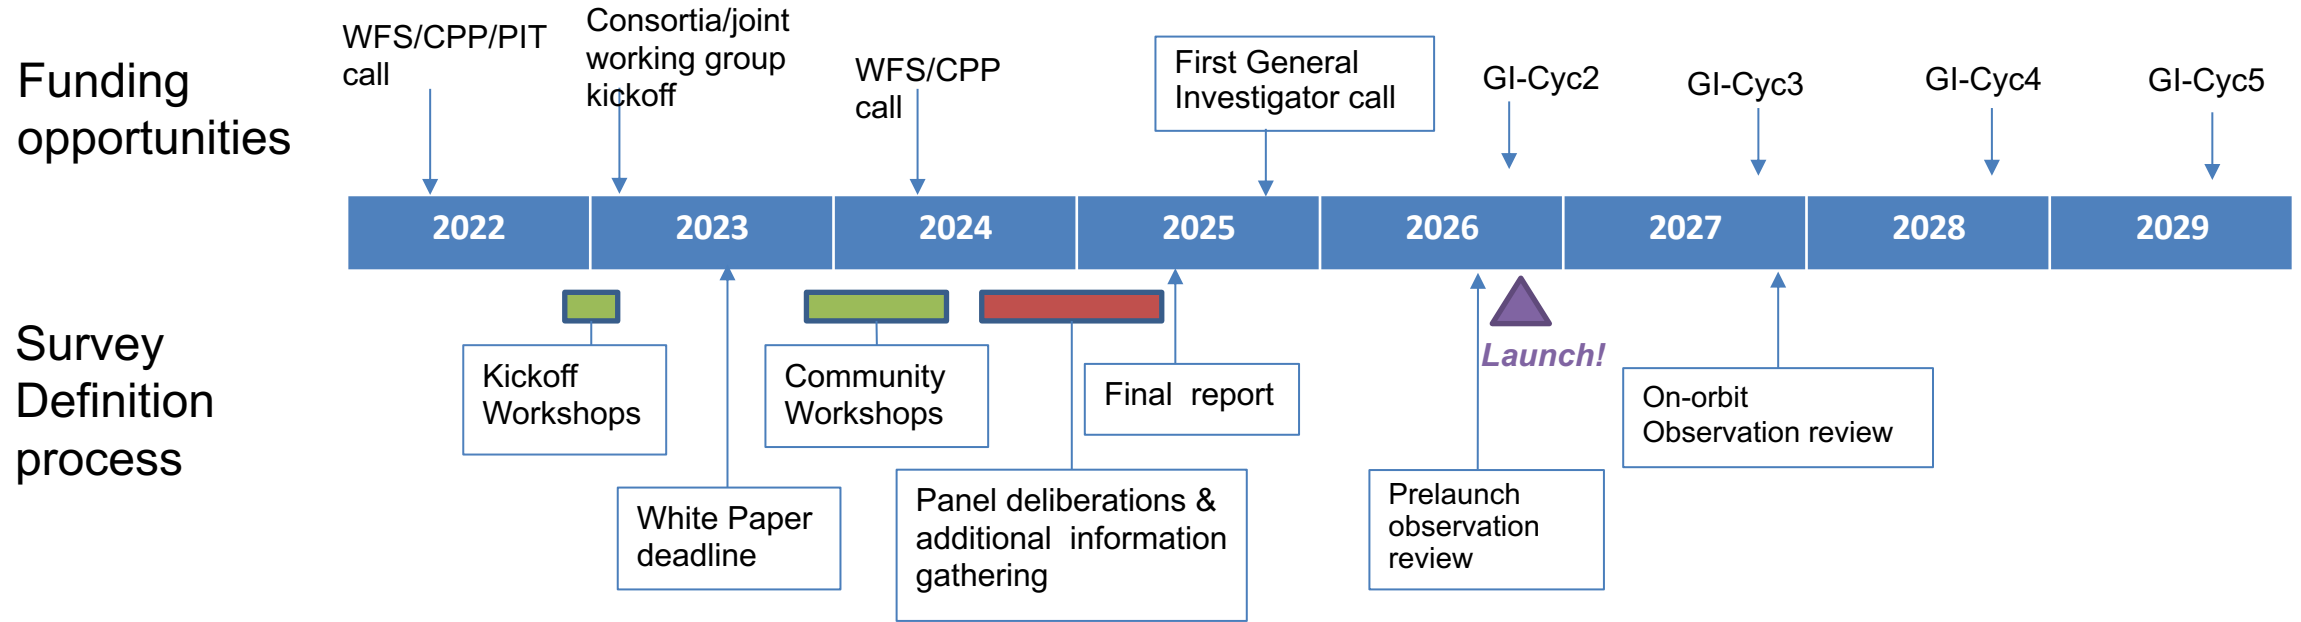 Funding
opportunities
WFS/CPP/PIT
call
Consortia/joint
working group
kickoff
WFS/CPP
call
First General
Investigator call
GI-Cyc2
GI-Cyc3
GI-Cyc4
GI-Cyc5
2022
2023
2024
2025
2026
2027
2028
2029
Survey
Definition
process
Kickoff
Workshops
White Paper
deadline
Community
Workshops
Panel deliberations &
additional information
gathering
Final report
Launch!
Prelaunch
observation
review
On-orbit
Observation review